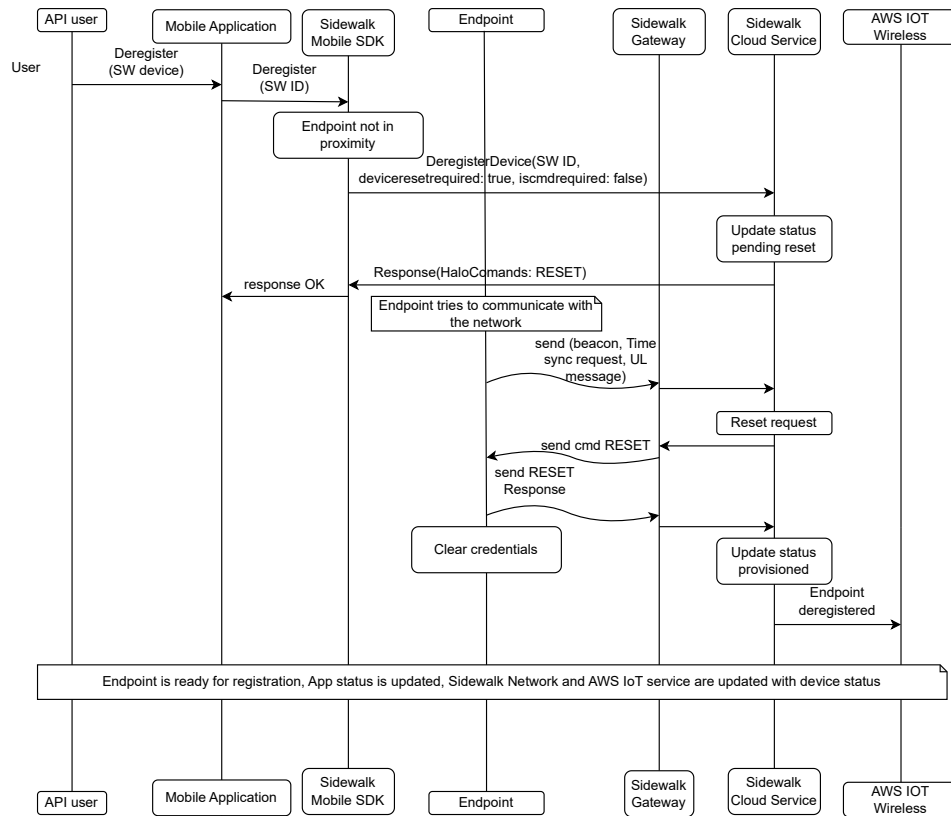 API user
Mobile Application
Sidewalk
Mobile SDK
Endpoint
Sidewalk
Gateway
Sidewalk
Cloud Service
AWS IOT
Wireless
User
Deregister
(SW device)
Deregister
(SW ID)
Endpoint not in
proximity
DeregisterDevice(SW ID,
deviceresetrequired: true, iscmdrequired: false)
Update status
pending reset
Response(HaloComands: RESET)
response OK
Endpoint tries to communicate with
the network
send (beacon, Time
sync request, UL
message)
Reset request
send cmd RESET
send RESET
Response
Clear credentials
Update status
provisioned
Endpoint
deregistered
Endpoint is ready for registration, App status is updated, Sidewalk Network and AWS IoT service are updated with device status
API user
Mobile Application
Sidewalk
Mobile SDK
Endpoint
Sidewalk
Gateway
Sidewalk
Cloud Service
AWS IOT
Wireless